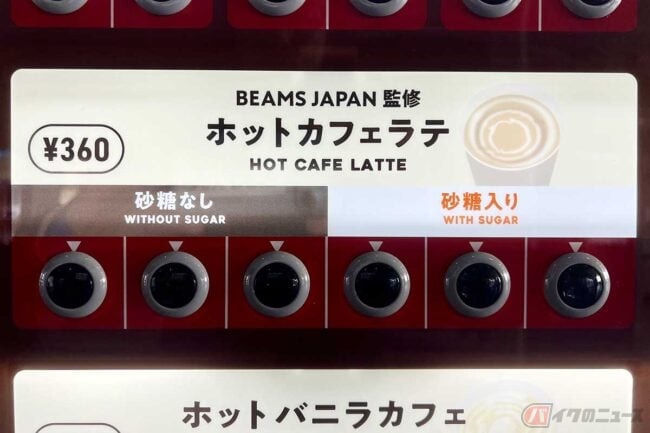 BEAMS JAPAN 監修
ホットカフェラテ
¥360
HOT CAFE LATTE
砂糖なし
WITHOUT SUGAR
砂糖入り
WITH SUGAR
ホットバニラカフェ
バイクのニュース